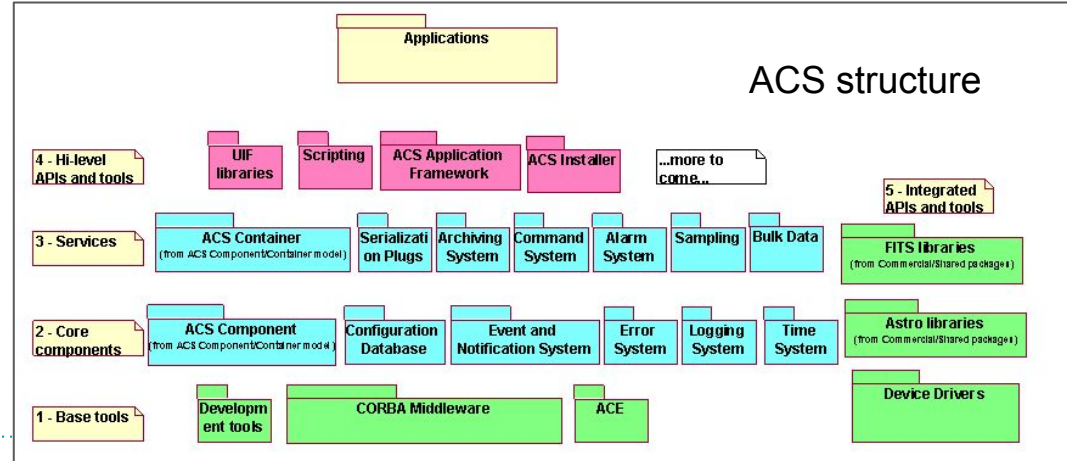 Applications
ACS structure
4 - Hi-level
APIs and tools
UIF
libraries
Scripting
ACS Application
Framework
ACS Installer
...more to
come...
5 - Integrated
APIs and tools
3 - Services
ACS Container
(from ACS Component/Container model)
Serializati
on Plugs
Archiving
System
Command
System
Alarm
System
Sampling
Bulk Data
FITS libraries
(from Commercial/Shared packages)
2 - Core
components
ACS Component
(from ACS Component/Container model)
Configuration
Database
Event and
Notification System
Error
System
Logging
System
Time
System
Astro libraries
(from Commercial/Shared packages)
1 - Base tools
Developm
ent tools
CORBA Middleware
ACE
Device Drivers